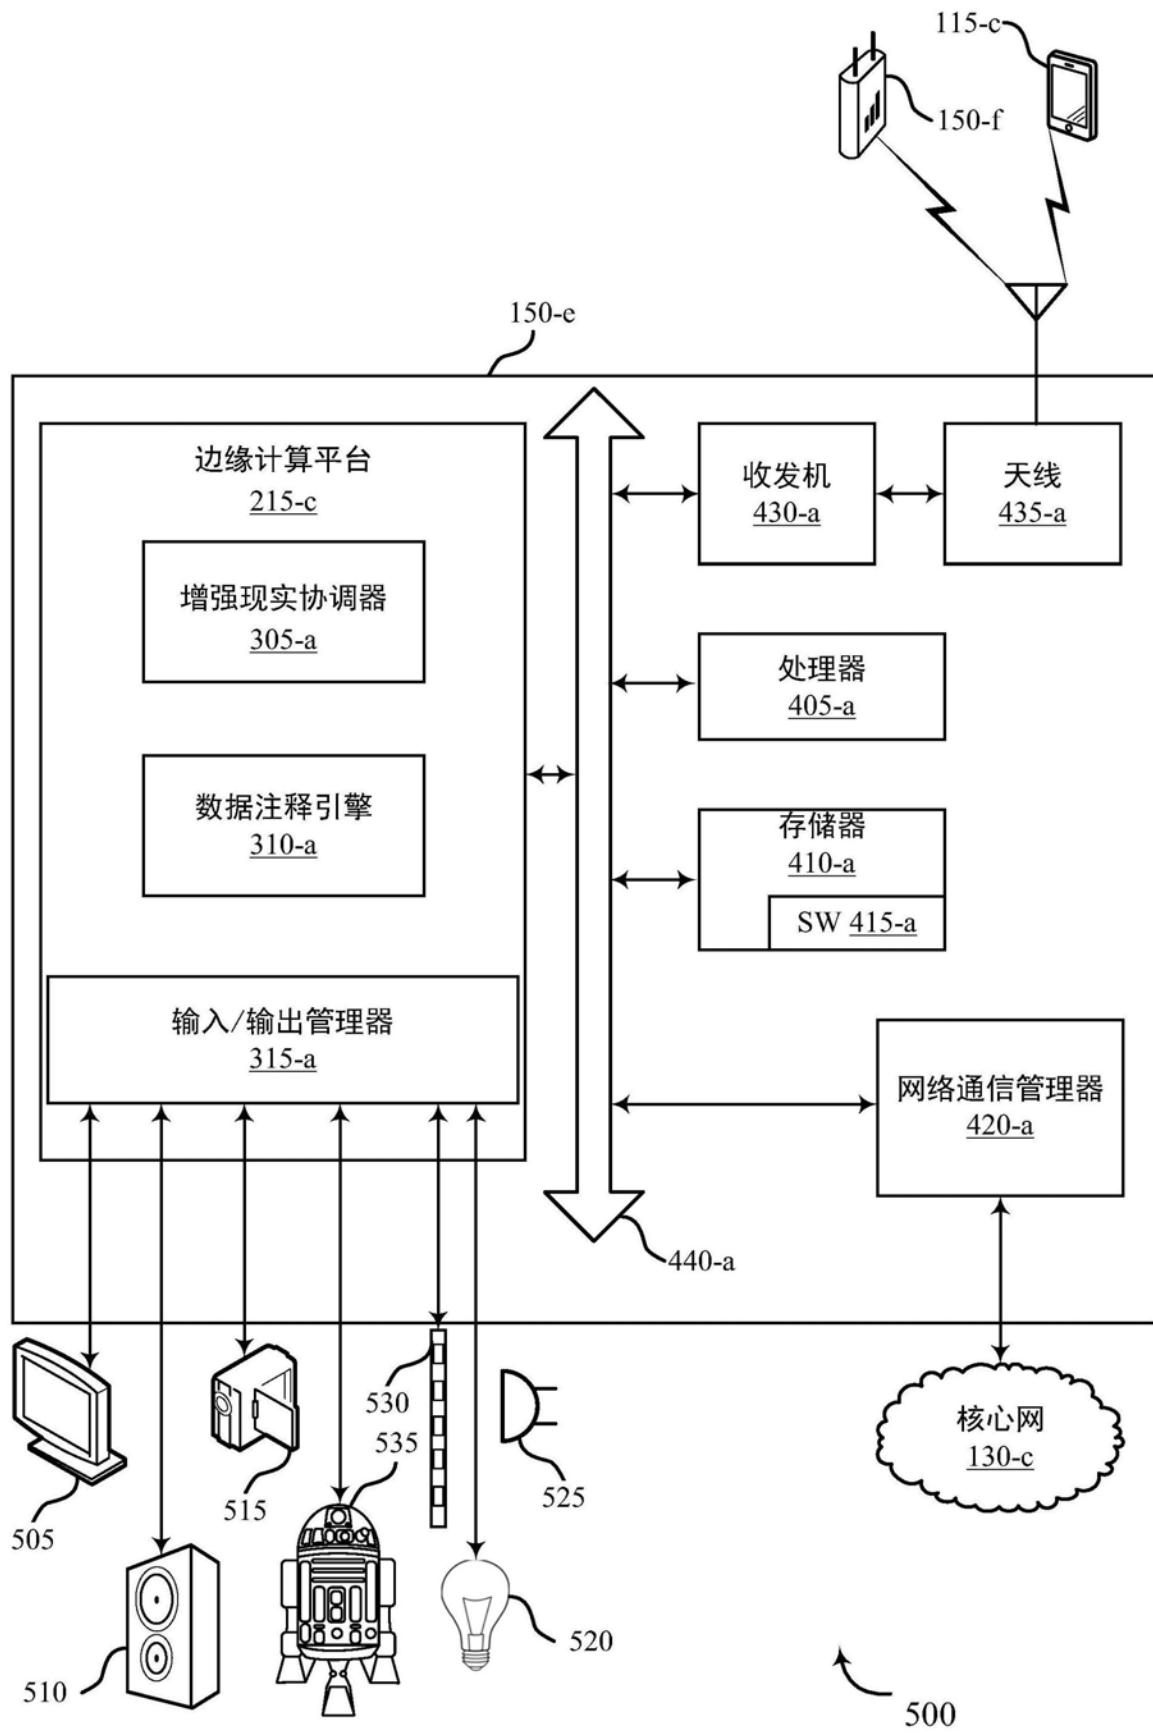 115-c
150-f
150-e
边缘计算平台
215-c
增强现实协调器
305-a
数据注释引擎
310-a
输入/输出管理器
315-a
收发机
430-a
天线
435-a
处理器
405-a
存储器
410-a
SW 415-a
网络通信管理器
420-a
440-a
核心网
130-c
505
510
515
535
530
525
520
500